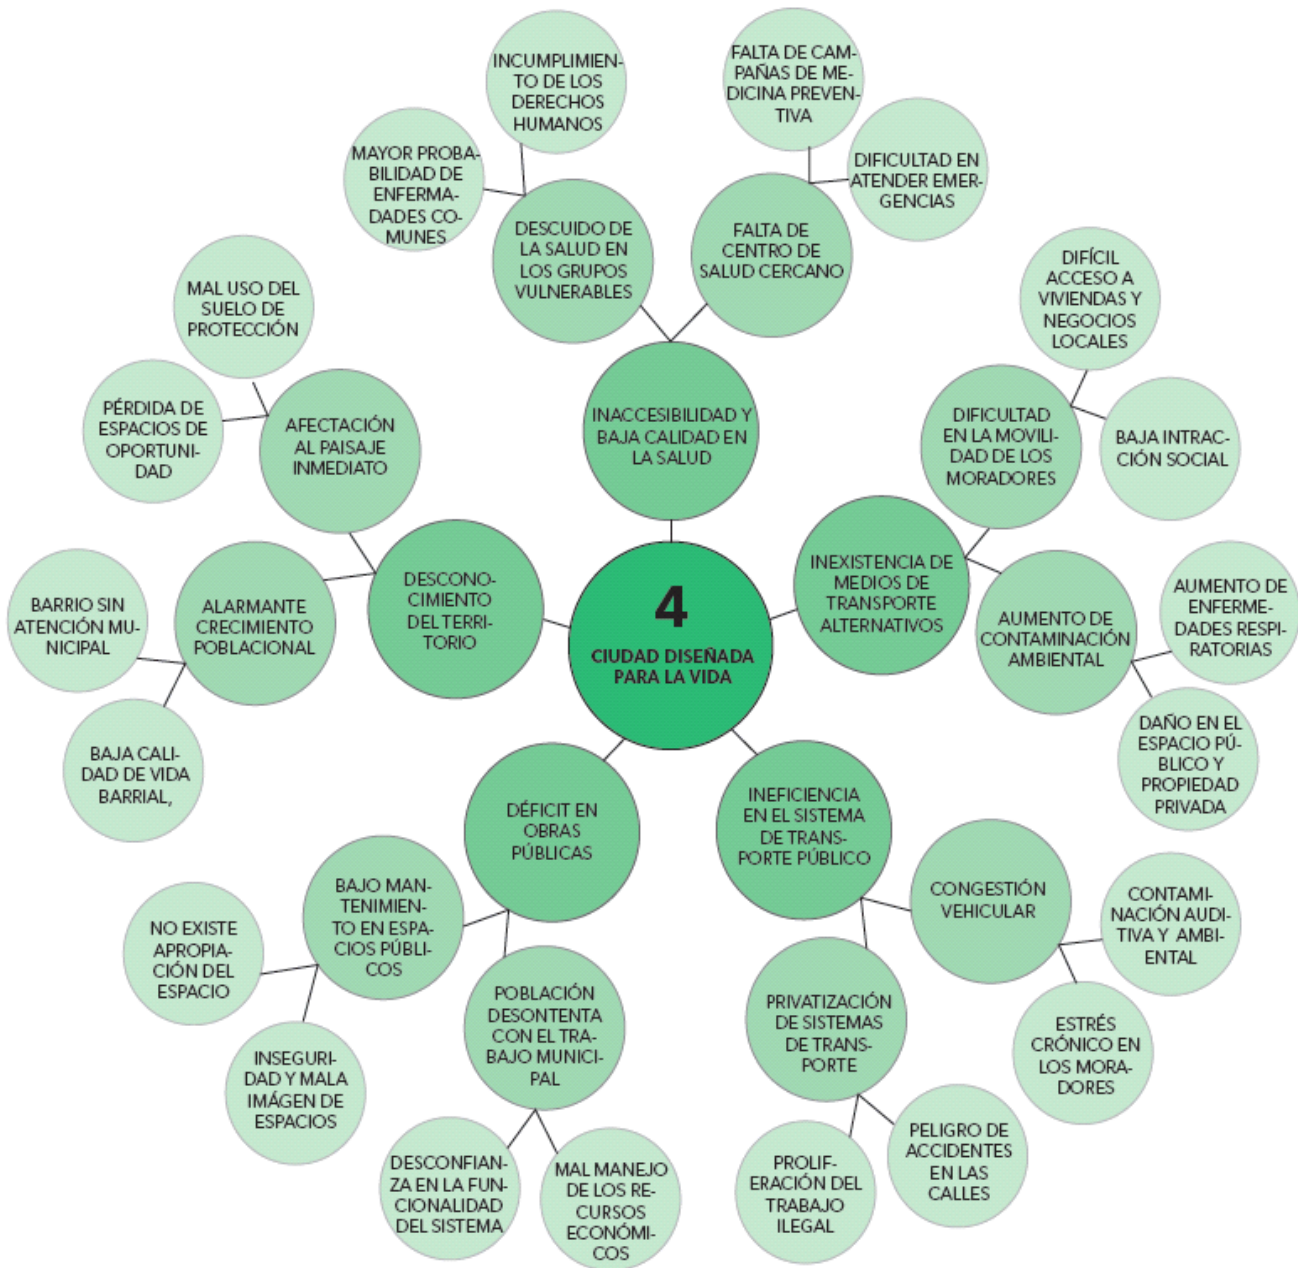 INCUMPLIMIEN-
TO DE LOS
DERECHOS
HUMANOS
FALTA DE CAM-
PAÑAS DE ME-
DICINA PREVEN-
TIVA
MAYOR PROBA-
BILIDAD DE
ENFERMA-
DADES CO-
MUNES
DIFICULTAD EN
ATENDER EMER-
GENCIAS
DESCUIDO DE
LA SALUD EN
LOS GRUPOS
VULNERABLES
FALTA DE
CENTRO DE
SALUD CERCANO
DIFÍCIL
ACCESO A
VIVIENDAS Y
NEGOCIOS
LOCALES
MAL USO DEL
SUELO DE
PROTECCIÓN
PÉRDIDA DE
ESPACIOS DE
OPORTUNI-
DAD
AFECTACIÓN
AL PAISAJE
INMEDIATO
INACCESIBILIDAD Y
BAJA CALIDAD EN
LA SALUD
DIFICULTAD
EN LA MOVILI-
DAD DE LOS
MORADORES
BAJA INTRAC-
CIÓN SOCIAL
BARRIO SIN
ATENCIÓN MU-
NICIPAL
ALARMANTE
CRECIMIENTO
POBLACIONAL
DESCONO-
CIMIENTO
DEL TERRI-
TORIO
4
CIUDAD DISEÑADA
PARA LA VIDA
INEXISTENCIA DE
MEDIOS DE
TRANSPORTE
ALTERNATIVOS
AUMENTO DE
CONTAMINACIÓN
AMBIENTAL
AUMENTO DE
ENFERME-
DADES RESPI-
RATORIAS
BAJA CALI-
DAD DE VIDA
BARRIAL,
DAÑO EN EL
ESPACIO PÚ-
BLICO Y
PROPIEDAD
PRIVADA
DÉFICIT EN
OBRAS
PÚBLICAS
INEFICIENCIA
EN EL SISTEMA
DE TRANS-
PORTE PÚBLICO
BAJO MAN-
TENIMIEN-
TO EN ESPA-
CIOS PÚBLI-
COS
CONGESTIÓN
VEHICULAR
CONTAMI-
NACIÓN AUDI-
TIVA Y AMBI-
ENTAL
NO EXISTE
APROPIA-
CIÓN DEL
ESPACIO
POBLACIÓN
DESONTENTA
CON EL TRA-
BAJO MUNICI-
PAL
PRIVATIZACIÓN
DE SISTEMAS
DE TRANS-
PORTE
ESTRÉS
CRÓNICO EN
LOS MORA-
DORES
INSEGURI-
DAD Y MALA
IMÁGEN DE
ESPACIOS
DESCONFIAN-
ZA EN LA FUN-
CIONALIDAD
DEL SISTEMA
MAL MANEJO
DE LOS RE-
CURSOS
ECONÓMI-
COS
PROLIF-
ERACIÓN DEL
TRABAJO
ILEGAL
PELIGRO DE
ACCIDENTES
EN LAS
CALLES